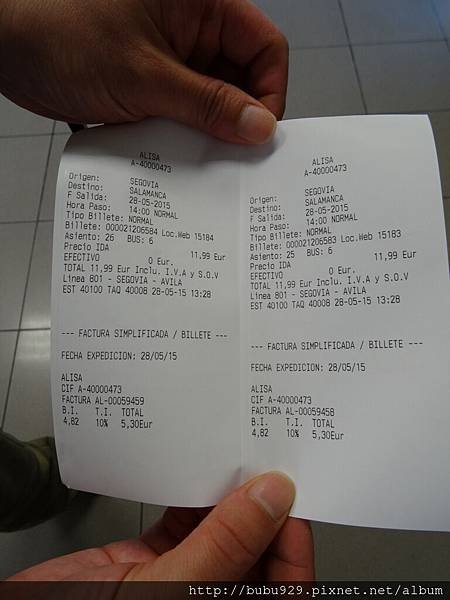 ALISA
A-40000473
Origen: SEGOVIA
Destino: SALAMANCA
F Salida: 28-05-2015
Hora Paso: 14:00 NORMAL
Tipo Billete: NORMAL
Billete: 000021206584 Loc.Web 15184
Asiento: 26 BUS: 6
Precio IDA 11,99 Eur
EFECTIVO 0 Eur.
TOTAL 11,99 Eur Inclu. I.V.A y S.O.V
Linea 801 - SEGOVIA - AVILA
EST 40100 TAQ 40008 28-05-15 13:28
--- FACTURA SIMPLIFICADA / BILLETE ---
FECHA EXPEDICION: 28/05/15
ALISA
CIF A-40000473
FACTURA AL-00059459
B.I. T.I. TOTAL
4,82 10% 5,30Eur
ALISA
A-40000473
Origen: SEGOVIA
Destino: SALAMANCA
F Salida: 28-05-2015
Hora Paso: 14:00 NORMAL
Tipo Billete: NORMAL
Billete: 000021206583 Loc.Web 15183
Asiento: 25 BUS: 6
Precio IDA 11,99 Eur
EFECTIVO 0 Eur.
TOTAL 11,99 Eur Inclu. I.V.A y S.O.V
Linea 801 - SEGOVIA - AVILA
EST 40100 TAQ 40008 28-05-15 13:28
--- FACTURA SIMPLIFICADA / BILLETE ---
FECHA EXPEDICION: 28/05/15
ALISA
CIF A-40000473
FACTURA AL-00059458
B.I. T.I. TOTAL
4,82 10% 5,30Eur
http://bubu929.pixnet.net/album